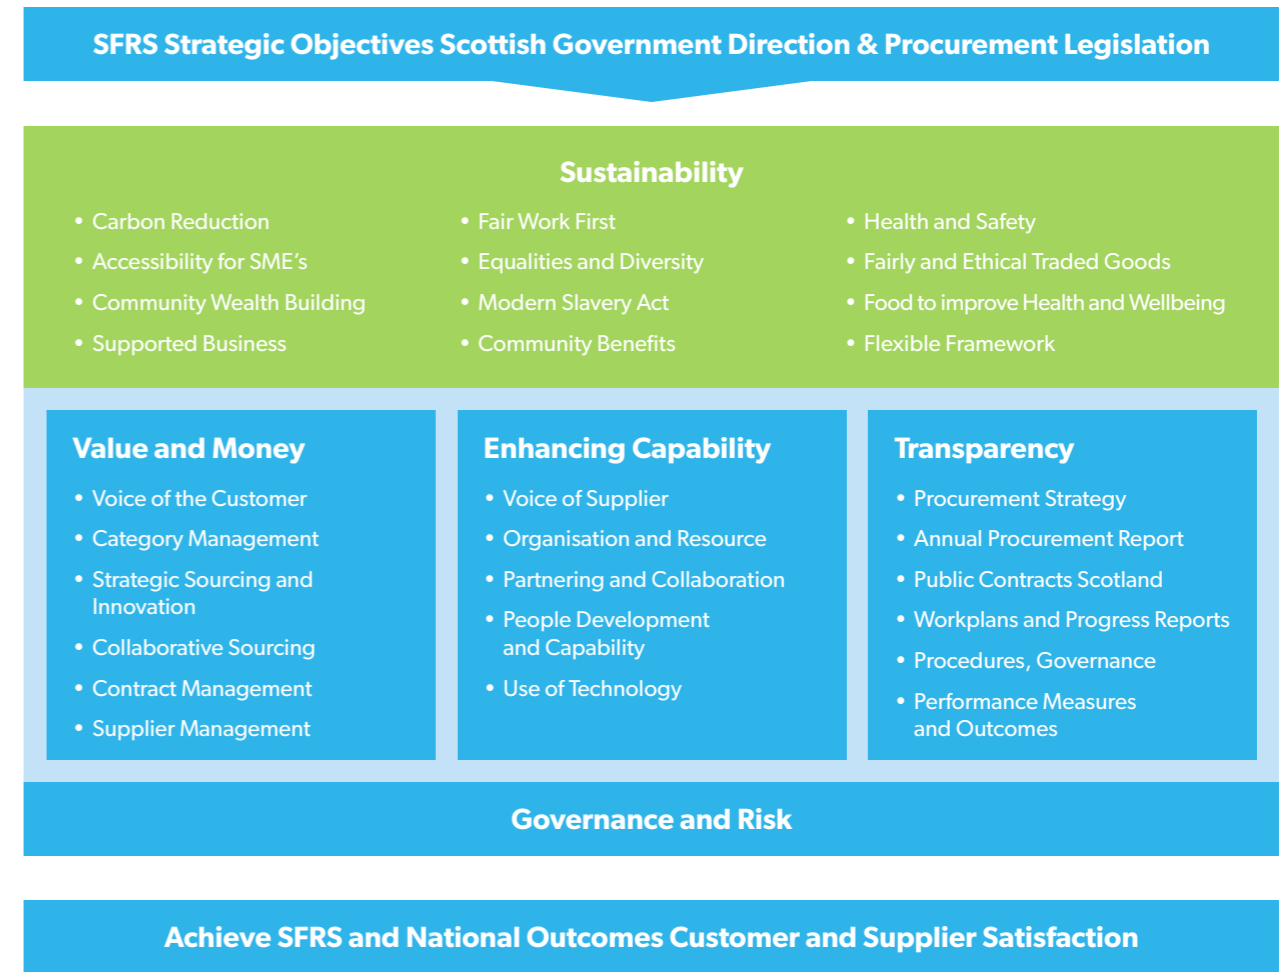 SFRS Strategic Objectives Scottish Government Direction & Procurement Legislation
Sustainability
• Carbon Reduction
• Accessibility for SME's
• Community Wealth Building
• Supported Business
• Fair Work First
• Equalities and Diversity
• Modern Slavery Act
• Community Benefits
• Health and Safety
• Fairly and Ethical Traded Goods
• Food to improve Health and Wellbeing
• Flexible Framework
Value and Money
• Voice of the Customer
• Category Management
• Strategic Sourcing and
Innovation
• Collaborative Sourcing
• Contract Management
• Supplier Management
Enhancing Capability
• Voice of Supplier
• Organisation and Resource
• Partnering and Collaboration
• People Development
and Capability
• Use of Technology
Transparency
• Procurement Strategy
• Annual Procurement Report
• Public Contracts Scotland
• Workplans and Progress Reports
• Procedures, Governance
• Performance Measures
and Outcomes
Governance and Risk
Achieve SFRS and National Outcomes Customer and Supplier Satisfaction